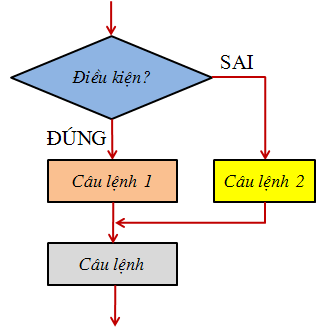 Điều kiện?
SAI
ĐÚNG
Câu lệnh 1
Câu lệnh 2
Câu lệnh